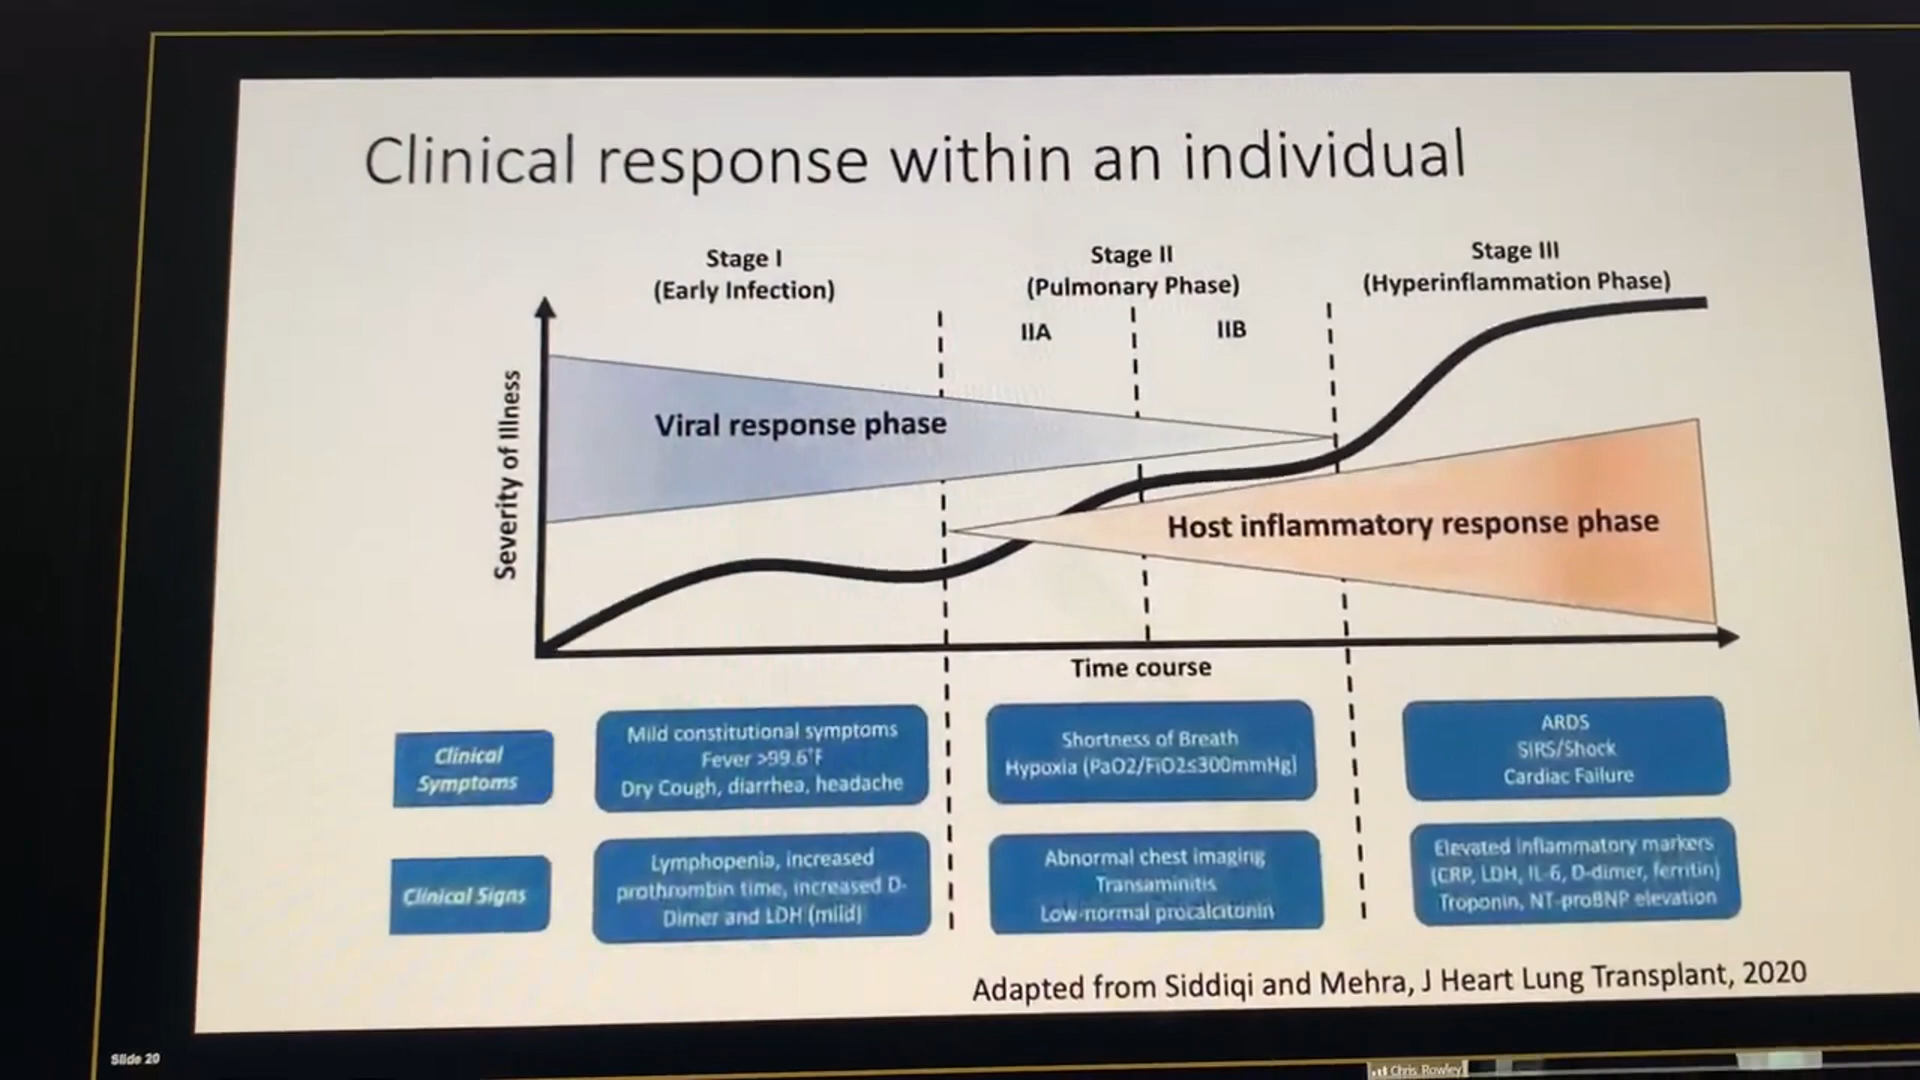 Clinical response within an individual
Stage I
(Early Infection)
Stage II
(Pulmonary Phase)
Stage III
(Hyperinflammation Phase)
IIA
IIB
Severity of Illness
Viral response phase
Host inflammatory response phase
Time course
Clinical
Symptoms
Mild constitutional symptoms
Fever >99.6°F
Dry Cough, diarrhea, headache
Shortness of Breath
Hypoxia (PaO2/FiO2≤300mmHg)
ARDS
SIRS/Shock
Cardiac Failure
Clinical Signs
Lymphopenia, increased
prothrombin time, increased D-
Dimer and LDH (mild)
Abnormal chest imaging
Transaminitis
Low-normal procalcitonin
Elevated inflammatory markers
(CRP, LDH, IL-6, D-dimer, ferritin)
Troponin, NT-proBNP elevation
Adapted from Siddiqi and Mehra, J Heart Lung Transplant, 2020
Slide 20
Chris Rowley